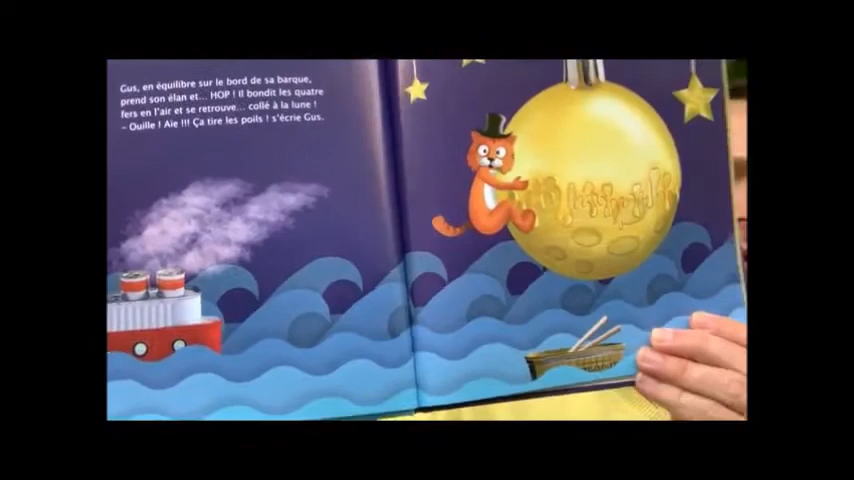 Gus, en équilibre sur le bord de sa barque,
prend son élan et... HOP ! Il bondit les quatre
fers en l'air et se retrouve... collé à la lune !
– Ouille ! Aïe !!! Ça tire les poils ! s'écrie Gus.